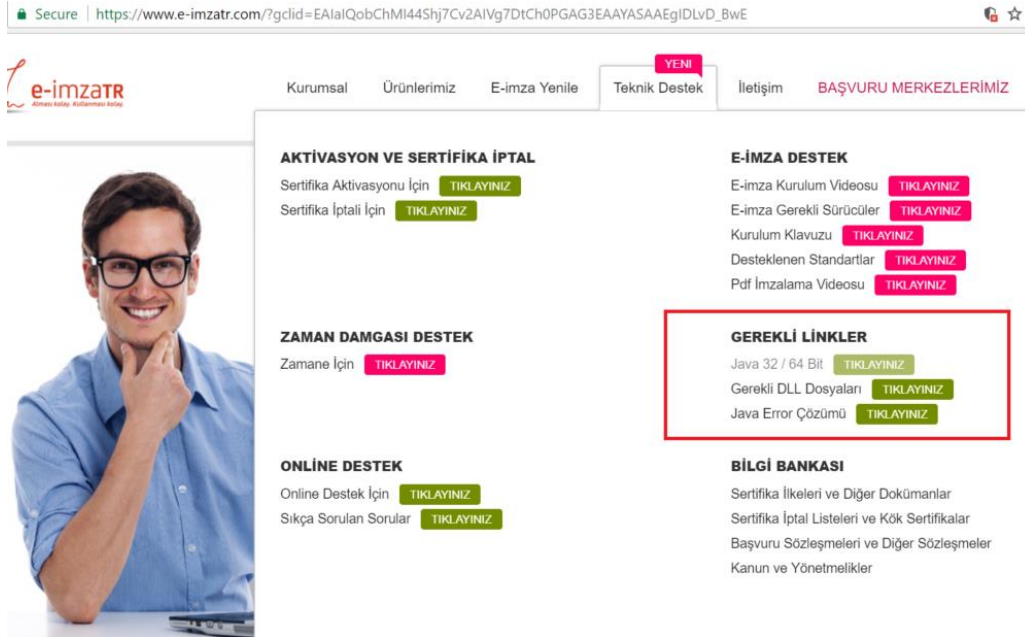 Secure | https://www.e-imzatr.com/?gclid=EAIaIQobChMI44Shj7Cv2AIVg7DtCh0PGAG3EAAYASAAEgIDLvD_BwE
e-imzaTR
Alması kolay. Kullanması kolay.
YENI
Kurumsal Ürünlerimiz E-imza Yenile Teknik Destek İletişim BAŞVURU MERKEZLERİMİZ
AKTİVASYON VE SERTİFİKA İPTAL
Sertifika Aktivasyonu İçin TIKLAYINIZ
Sertifika İptali İçin TIKLAYINIZ
E-İMZA DESTEK
E-imza Kurulum Videosu TIKLAYINIZ
E-imza Gerekli Sürücüler TIKLAYINIZ
Kurulum Klavuzu TIKLAYINIZ
Desteklenen Standartlar TIKLAYINIZ
Pdf İmzalama Videosu TIKLAYINIZ
ZAMAN DAMGASI DESTEK
Zamane İçin TIKLAYINIZ
GEREKLİ LİNKLER
Java 32 / 64 Bit TIKLAYINIZ
Gerekli DLL Dosyaları TIKLAYINIZ
Java Error Çözümü TIKLAYINIZ
ONLİNE DESTEK
Online Destek İçin TIKLAYINIZ
Sıkça Sorulan Sorular TIKLAYINIZ
BİLGİ BANKASI
Sertifika İlkeleri ve Diğer Dokümanlar
Sertifika İptal Listeleri ve Kök Sertifikalar
Başvuru Sözleşmeleri ve Diğer Sözleşmeler
Kanun ve Yönetmelikler